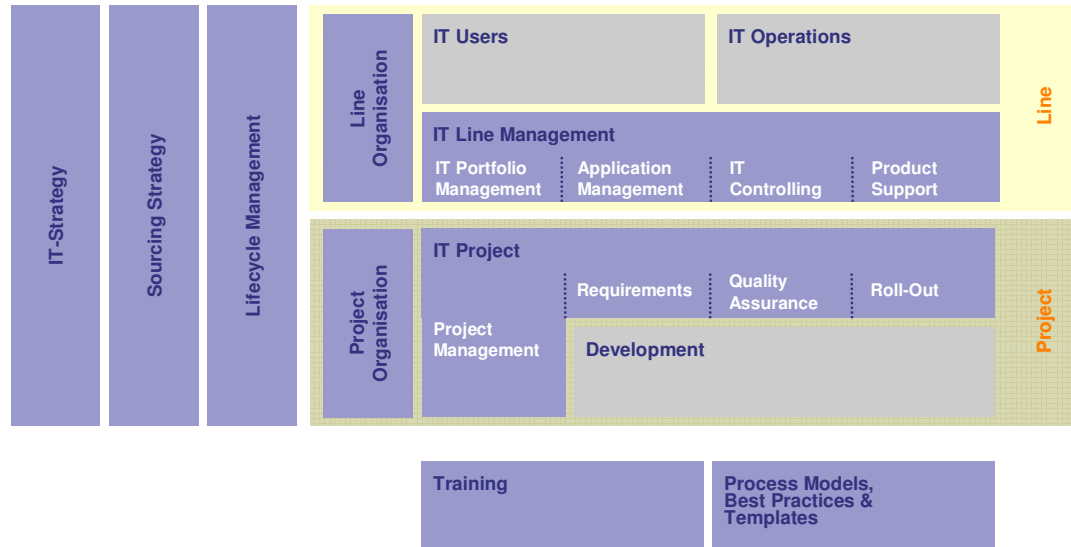 IT-Strategy
Sourcing Strategy
Lifecycle Management
Line
Organisation
IT Users
IT Operations
IT Line Management
IT Portfolio
Management
Application
Management
IT
Controlling
Product
Support
Line
Project
Organisation
IT Project
Project
Management
Requirements
Quality
Assurance
Roll-Out
Development
Project
Training
Process Models,
Best Practices &
Templates